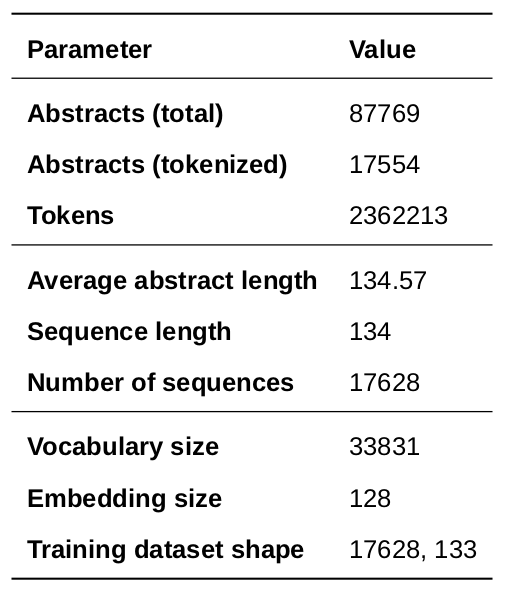 Parameter Value
Abstracts (total) 87769
Abstracts (tokenized) 17554
Tokens 2362213
Average abstract length 134.57
Sequence length 134
Number of sequences 17628
Vocabulary size 33831
Embedding size 128
Training dataset shape 17628, 133